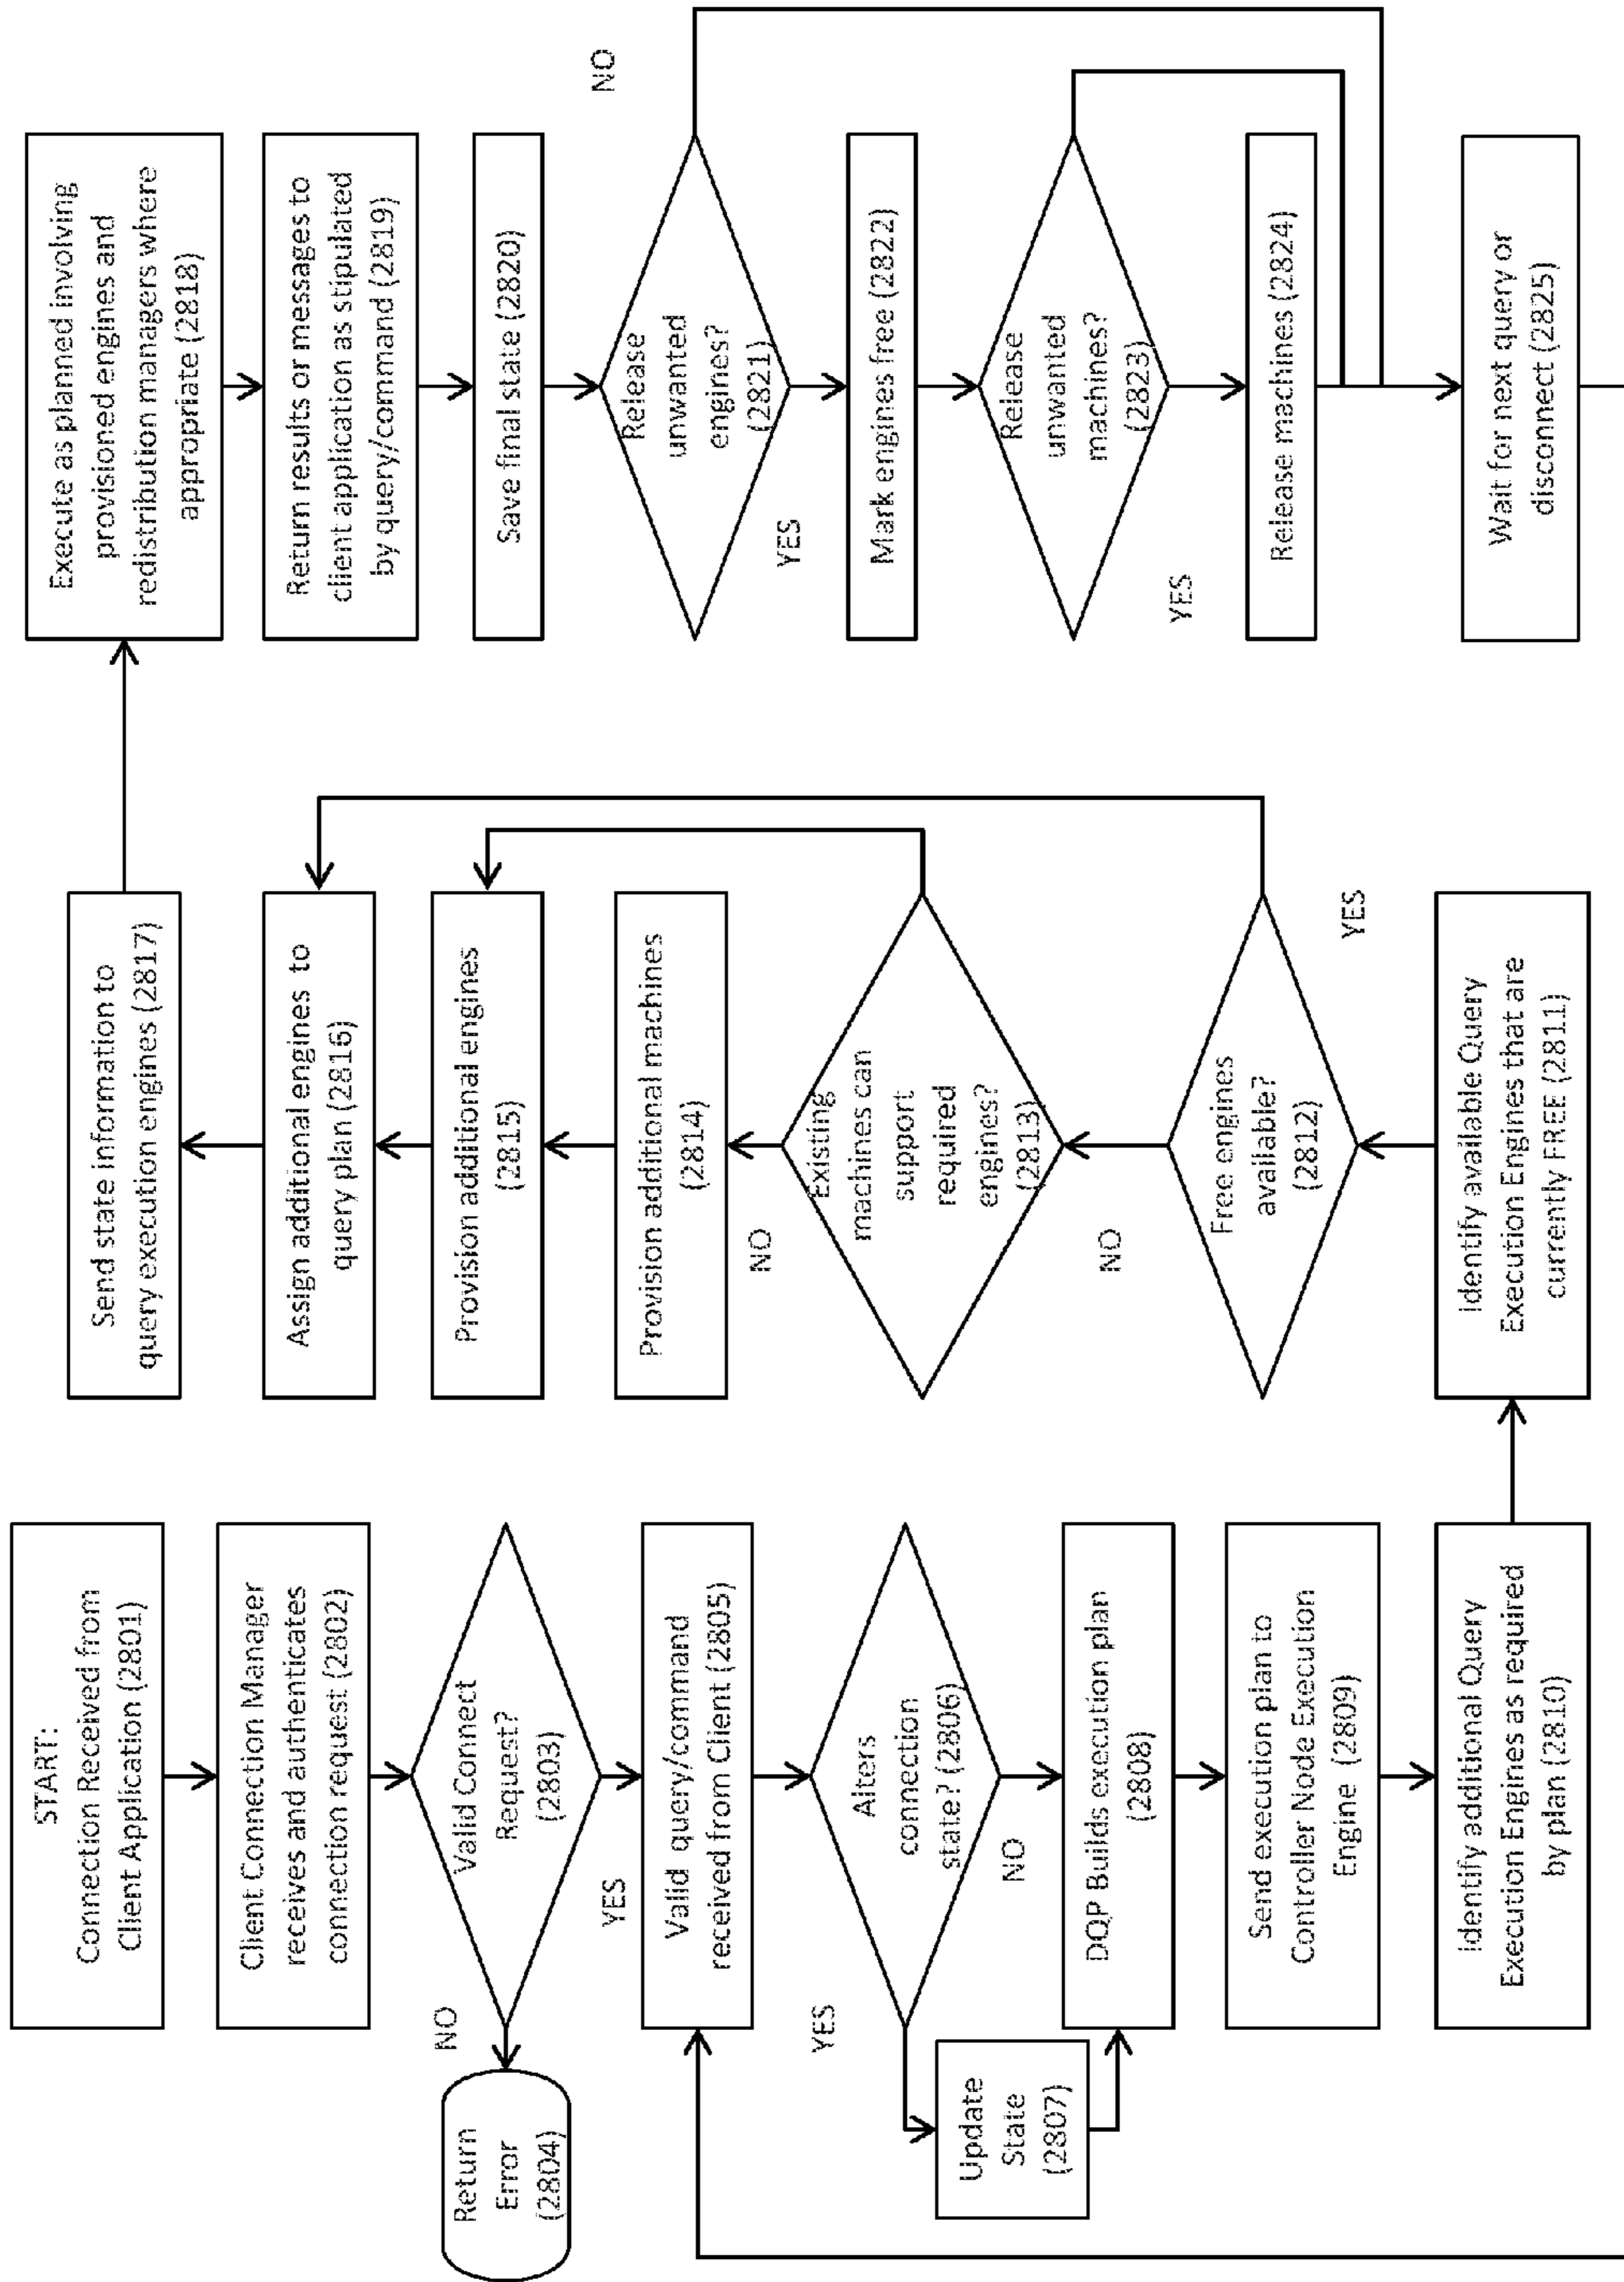 START:
Connection Received from
Client Application (2801)
Client Connection Manager
receives and authenticates
connection request (2802)
Valid Connect
Request?
(2803)
NO
Return
Error
(2804)
YES
Valid query/command
received from Client (2805)
Alters
connection
state? (2806)
YES
Update
State
(2807)
NO
DQP Builds execution plan
(2808)
Send execution plan to
Controller Node Execution
Engine (2809)
Identify additional Query
Execution Engines as required
by plan (2810)
Identify available Query
Execution Engines that are
currently FREE (2811)
Free engines
available?
(2812)
YES
NO
Existing
machines can
support
required
engines?
(2813)
NO
Provision additional machines
(2814)
Provision additional engines
(2815)
Assign additional engines to
query plan (2816)
Send state information to
query execution engines (2817)
Execute as planned involving
provisioned engines and
redistribution managers where
appropriate (2818)
Return results or messages to
client application as stipulated
by query/command (2819)
Save final state (2820)
Release
unwanted
engines?
(2821)
NO
YES
Mark engines free (2822)
Release
unwanted
machines?
(2823)
YES
Release machines (2824)
Wait for next query or
disconnect (2825)